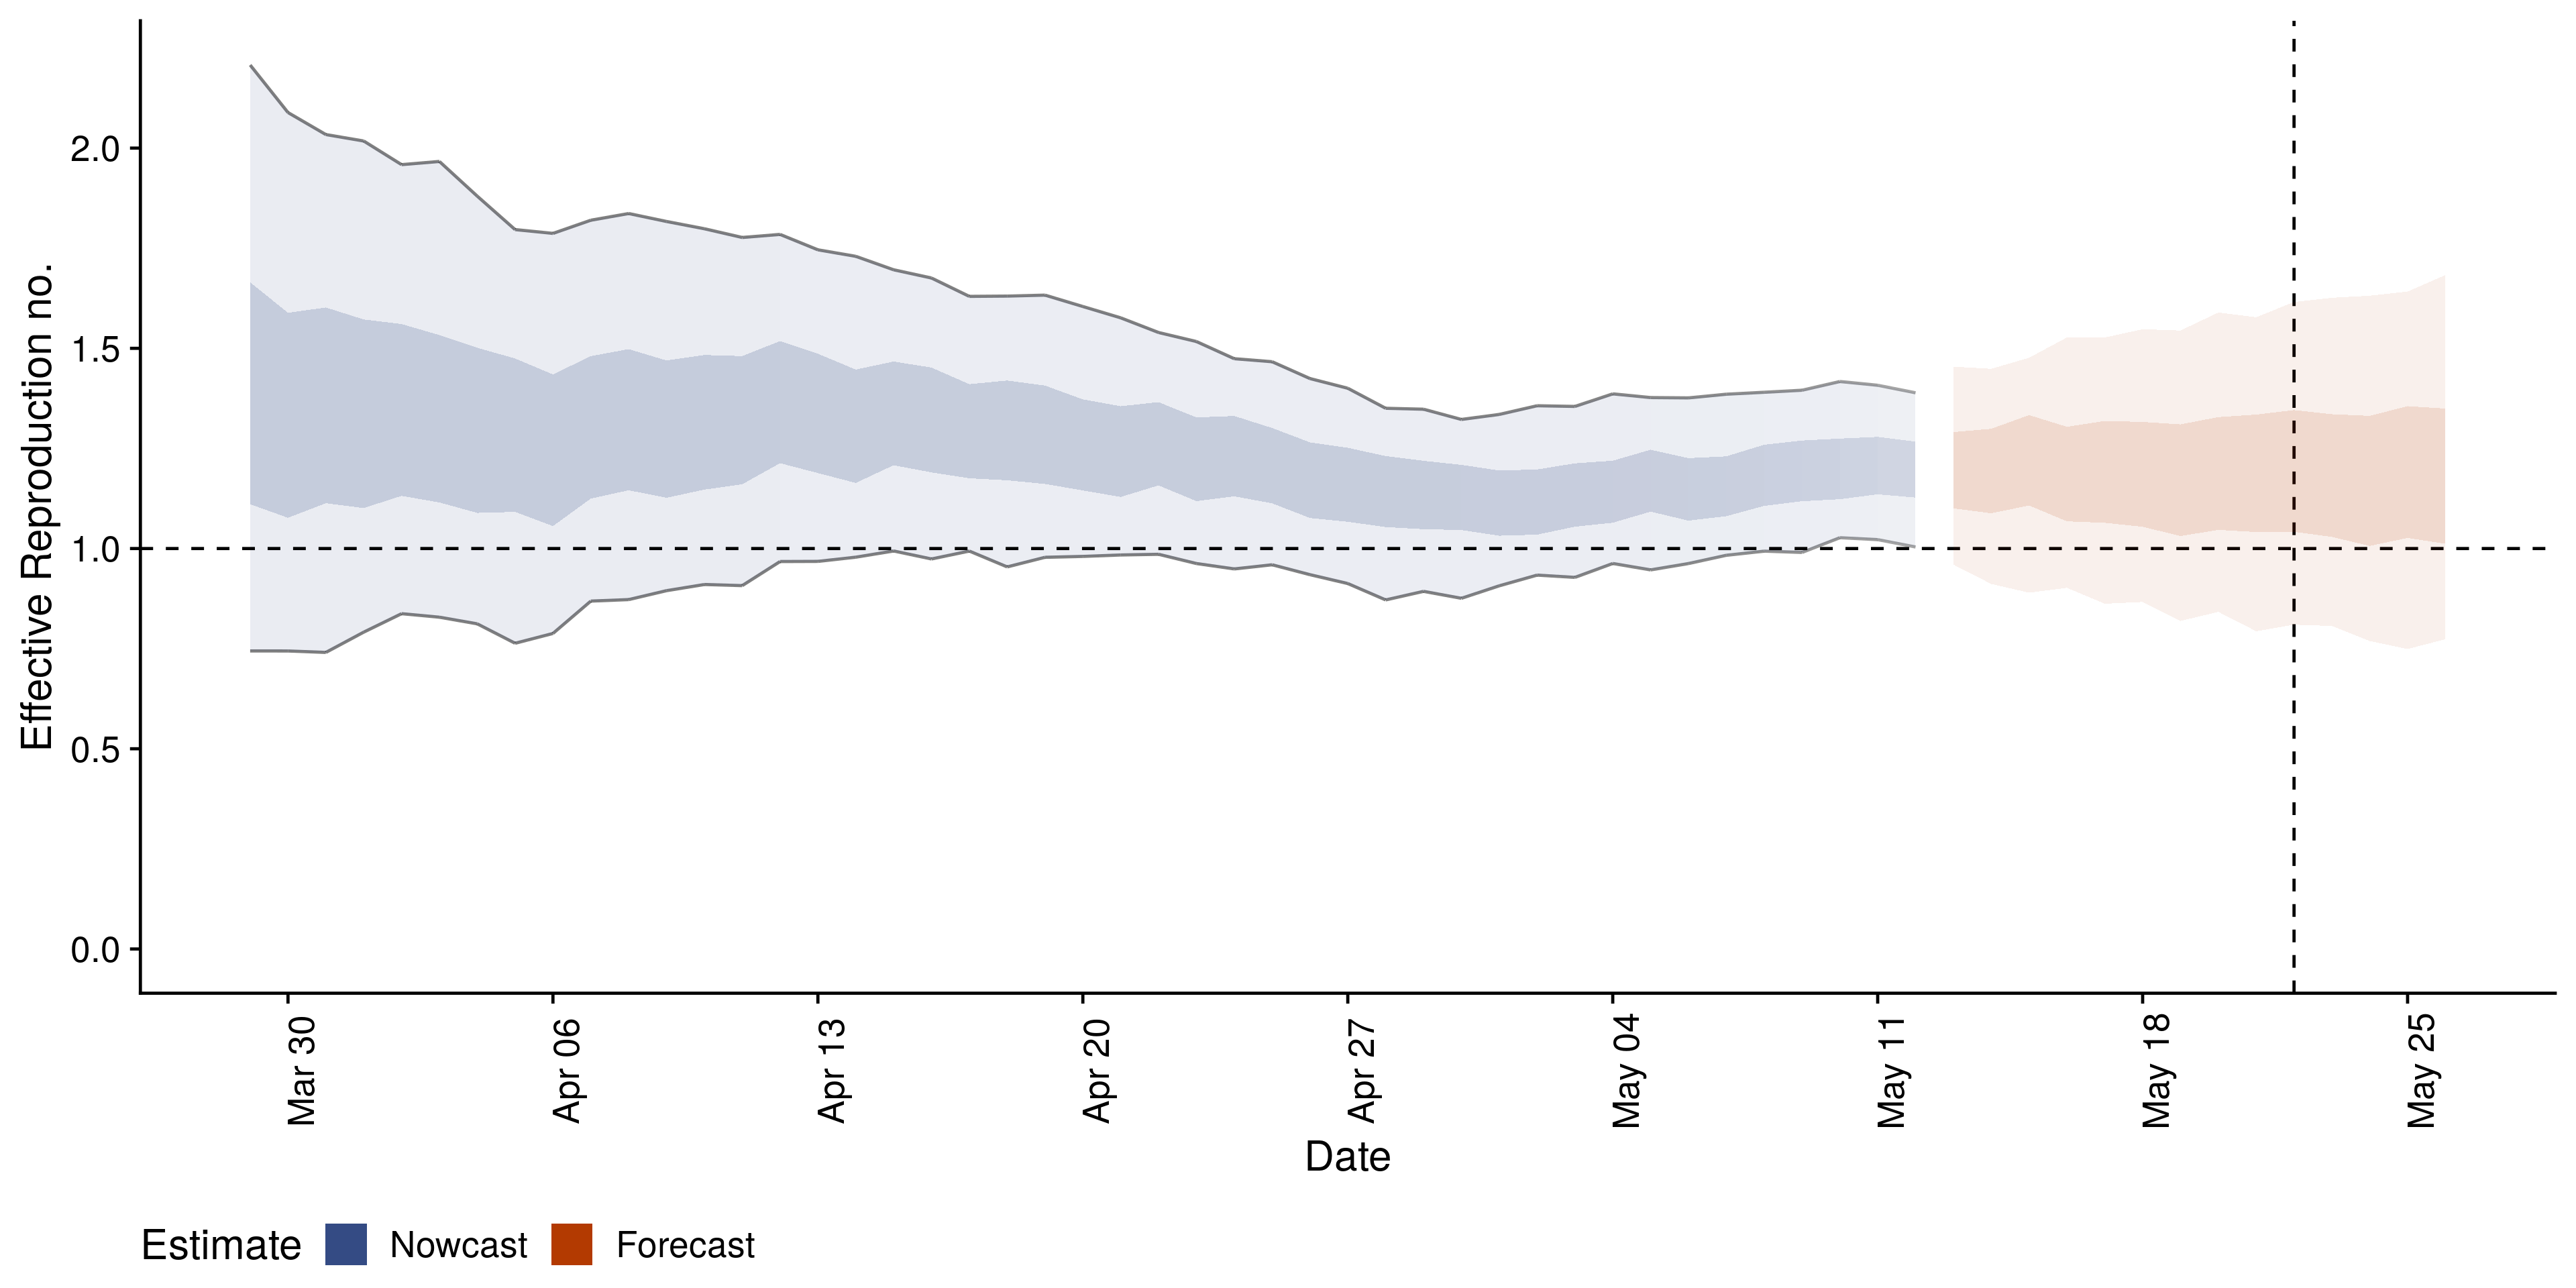 Effective Reproduction no.
2.0
1.5
1.0
0.5
0.0
Mar 30
Apr 06
Apr 13
Apr 20
Apr 27
May 04
May 11
May 18
May 25
Date
Estimate Nowcast Forecast